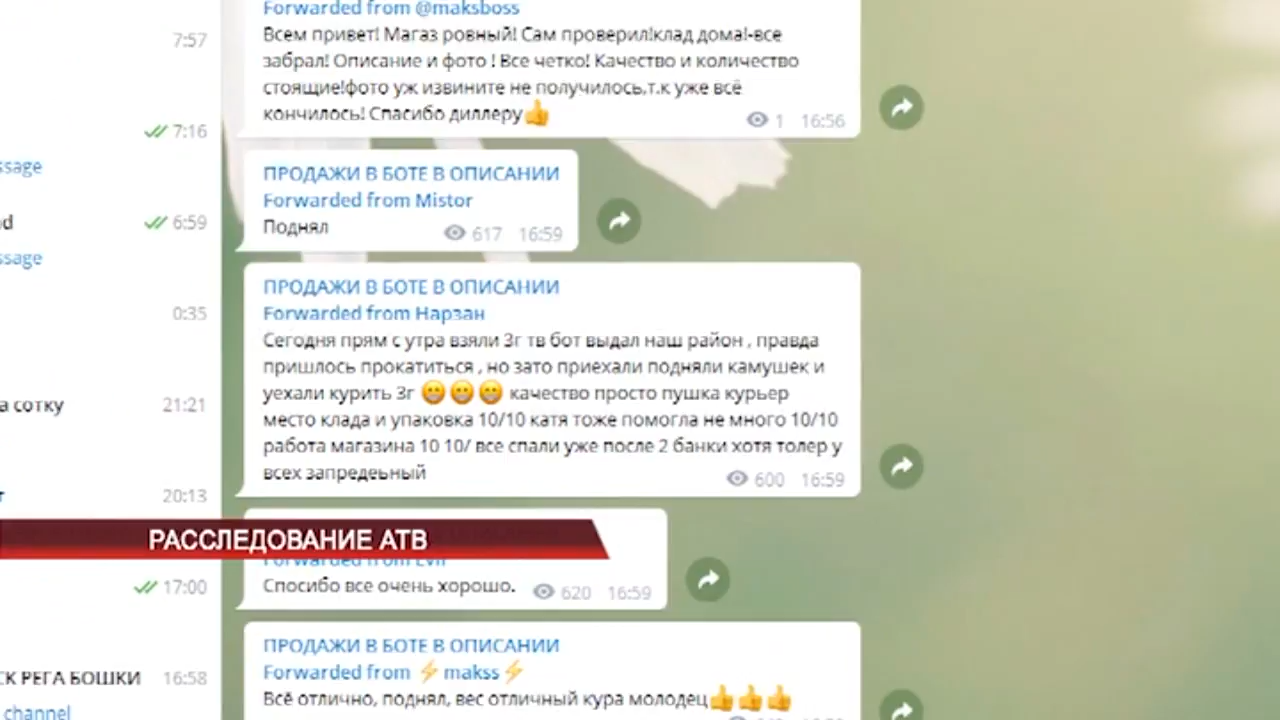 Forwarded from @maksboss
Всем привет! Магаз ровный! Сам проверил!клад дома!-все
забрал! Описание и фото ! Все четко! Качество и количество
стоящие!фото уж извините не получилось,т.к уже всё
кончилось! Спасибо диллеру👍
1 16:56
7:57
7:16
ssage
ПРОДАЖИ В БОТЕ В ОПИСАНИИ
Forwarded from Mistor
Поднял
617 16:59
d
6:59
ssage
ПРОДАЖИ В БОТЕ В ОПИСАНИИ
Forwarded from Нарзан
Сегодня прям с утра взяли 3г тв бот выдал наш район , правда
пришлось прокатиться , но зато приехали подняли камушек и
уехали курить 3г 😁😁😁 качество просто пушка курьер
место клада и упаковка 10/10 катя тоже помогла не много 10/10
работа магазина 10 10/ все спали уже после 2 банки хотя толер у
всех запредеьный
600 16:59
0:35
а сотку
21:21
т
20:13
РАССЛЕДОВАНИЕ АТВ
Forwarded from Evil
Спосибо все очень хорошо.
620 16:59
17:00
ПРОДАЖИ В БОТЕ В ОПИСАНИИ
Forwarded from ⚡makss⚡
Всё отлично, поднял, вес отличный кура молодец👍👍👍
СК РЕГА БОШКИ
16:58
channel